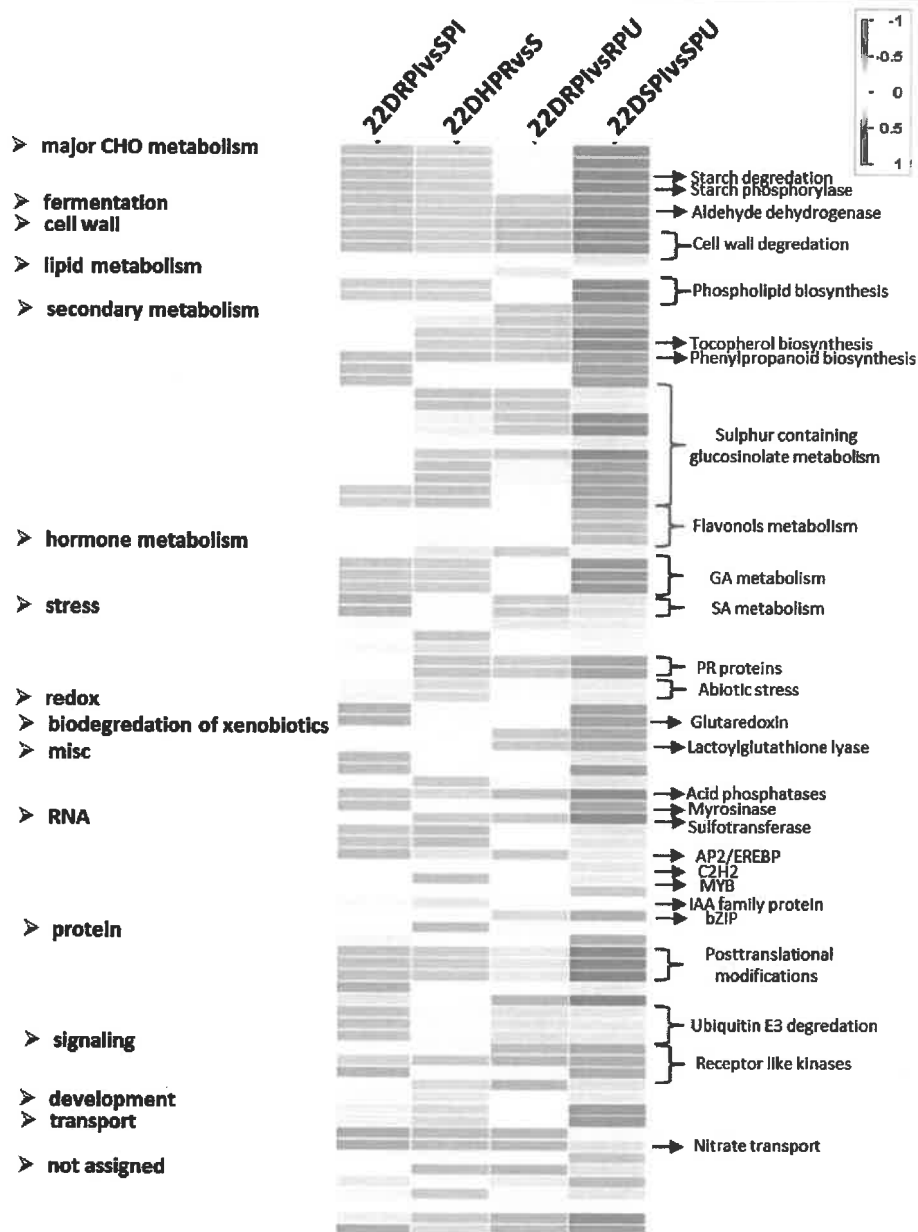 22DRPIvsSPI
22DHPRvsS
22DRPIvsRPU
22DSPIvsSPU
-1
-0.5
- 0
0.5
1
➢ major CHO metabolism
Starch degredation
Starch phosphorylase
➢ fermentation
Aldehyde dehydrogenase
➢ cell wall
Cell wall degredation
➢ lipid metabolism
Phospholipid biosynthesis
➢ secondary metabolism
Tocopherol biosynthesis
Phenylpropanoid biosynthesis
Sulphur containing
glucosinolate metabolism
Flavonols metabolism
➢ hormone metabolism
GA metabolism
➢ stress
SA metabolism
PR proteins
Abiotic stress
➢ redox
➢ biodegredation of xenobiotics
Glutaredoxin
➢ misc
Lactoylglutathione lyase
Acid phosphatases
Myrosinase
➢ RNA
Sulfotransferase
AP2/EREBP
C2H2
MYB
IAA family protein
bZIP
➢ protein
Posttranslational
modifications
Ubiquitin E3 degredation
➢ signaling
Receptor like kinases
➢ development
➢ transport
Nitrate transport
➢ not assigned